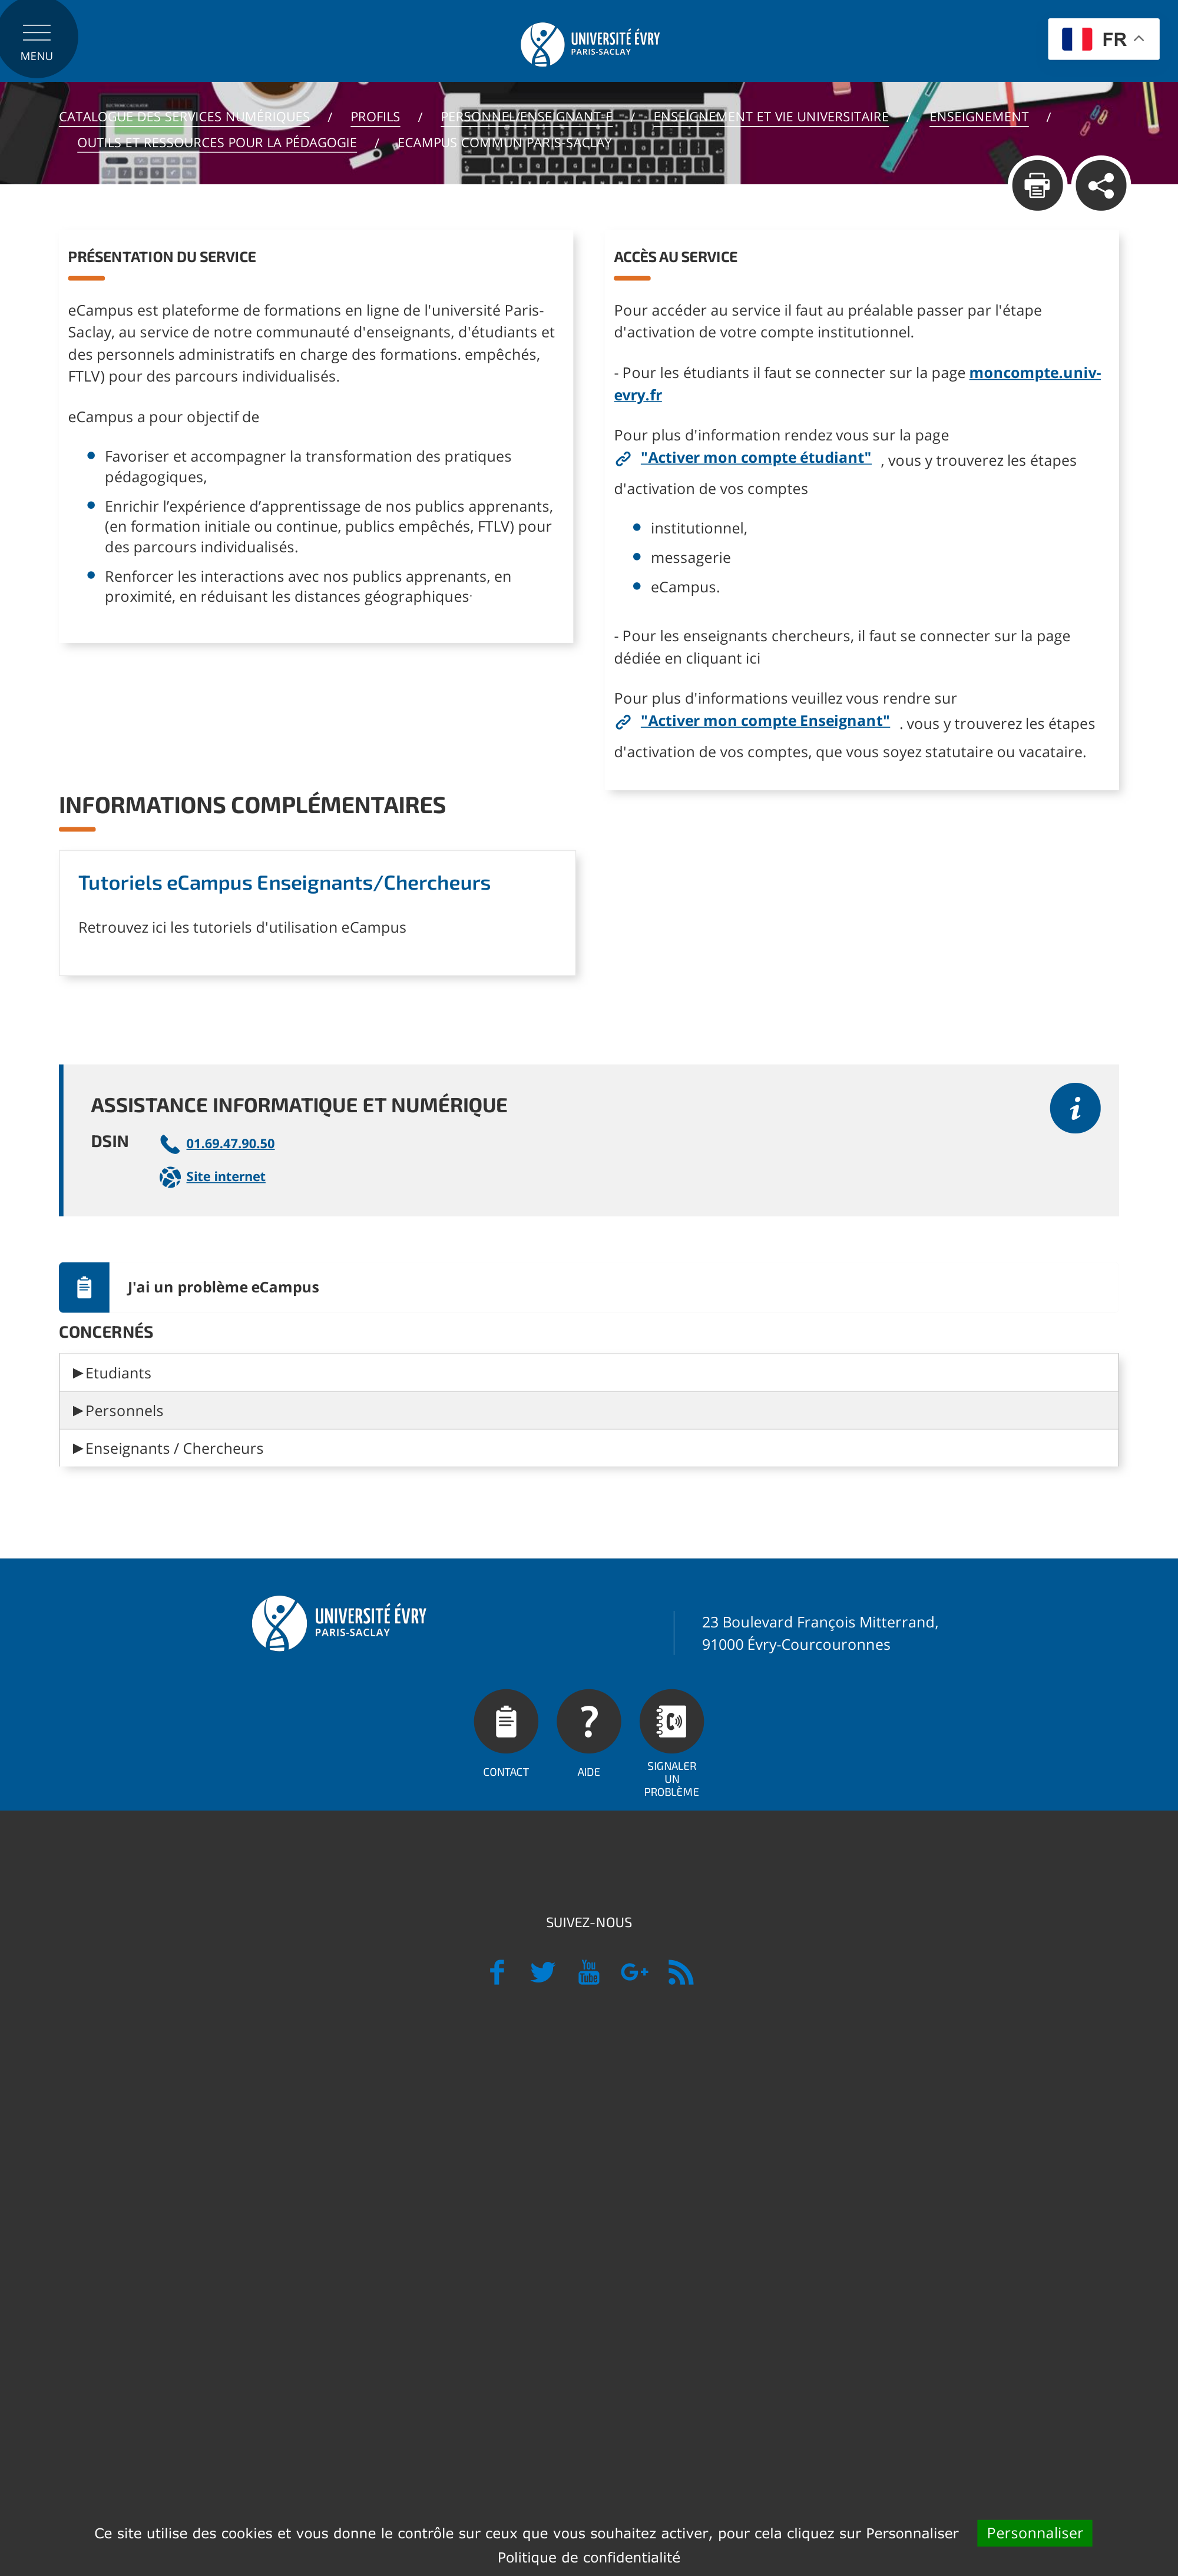 MENU
UNIVERSITÉ ÉVRY
PARIS-SACLAY
FR
CATALOGUE DES SERVICES NUMÉRIQUES / PROFILS / PERSONNEL/ENSEIGNANT-E / ENSEIGNEMENT ET VIE UNIVERSITAIRE / ENSEIGNEMENT /
OUTILS ET RESSOURCES POUR LA PÉDAGOGIE / ECAMPUS COMMUN PARIS-SACLAY
PRÉSENTATION DU SERVICE
eCampus est plateforme de formations en ligne de l'université Paris-
Saclay, au service de notre communauté d'enseignants, d'étudiants et
des personnels administratifs en charge des formations. empêchés,
FTLV) pour des parcours individualisés.
eCampus a pour objectif de
Favoriser et accompagner la transformation des pratiques
pédagogiques,
Enrichir l’expérience d’apprentissage de nos publics apprenants,
(en formation initiale ou continue, publics empêchés, FTLV) pour
des parcours individualisés.
Renforcer les interactions avec nos publics apprenants, en
proximité, en réduisant les distances géographiques.
ACCÈS AU SERVICE
Pour accéder au service il faut au préalable passer par l'étape
d'activation de votre compte institutionnel.
- Pour les étudiants il faut se connecter sur la page moncompte.univ-
evry.fr
Pour plus d'information rendez vous sur la page
"Activer mon compte étudiant" , vous y trouverez les étapes
d'activation de vos comptes
institutionnel,
messagerie
eCampus.
- Pour les enseignants chercheurs, il faut se connecter sur la page
dédiée en cliquant ici
Pour plus d'informations veuillez vous rendre sur
"Activer mon compte Enseignant" . vous y trouverez les étapes
d'activation de vos comptes, que vous soyez statutaire ou vacataire.
INFORMATIONS COMPLÉMENTAIRES
Tutoriels eCampus Enseignants/Chercheurs
Retrouvez ici les tutoriels d'utilisation eCampus
ASSISTANCE INFORMATIQUE ET NUMÉRIQUE
DSIN
01.69.47.90.50
Site internet
J'ai un problème eCampus
CONCERNÉS
Etudiants
Personnels
Enseignants / Chercheurs
UNIVERSITÉ ÉVRY
PARIS-SACLAY
23 Boulevard François Mitterrand,
91000 Évry-Courcouronnes
CONTACT
AIDE
SIGNALER
UN
PROBLÈME
SUIVEZ-NOUS
You
Tube
G+
Ce site utilise des cookies et vous donne le contrôle sur ceux que vous souhaitez activer, pour cela cliquez sur Personnaliser
Personnaliser
Politique de confidentialité